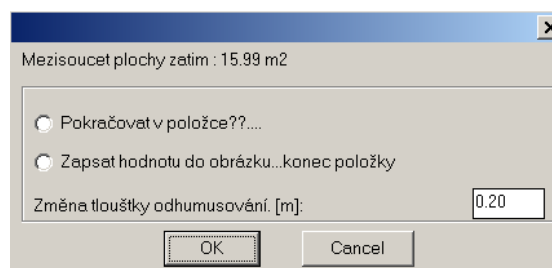 Mezisoucet plochy zatim : 15.99 m2
Pokračovat v položce??....
Zapsat hodnotu do obrázku...konec položky
Změna tlouštky odhumusování. [m]: 0.20
OK Cancel